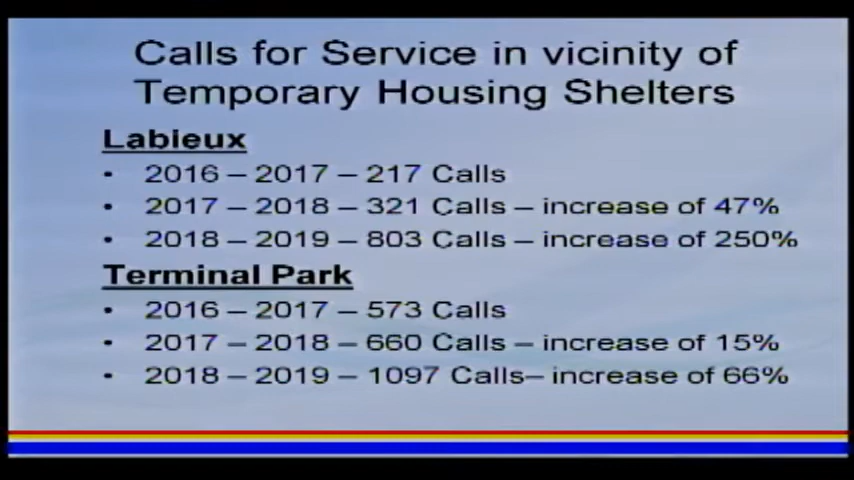 Calls for Service in vicinity of
Temporary Housing Shelters
Labieux
• 2016 – 2017 – 217 Calls
• 2017 – 2018 – 321 Calls – increase of 47%
• 2018 – 2019 – 803 Calls – increase of 250%
Terminal Park
• 2016 – 2017 – 573 Calls
• 2017 – 2018 – 660 Calls – increase of 15%
• 2018 – 2019 – 1097 Calls– increase of 66%